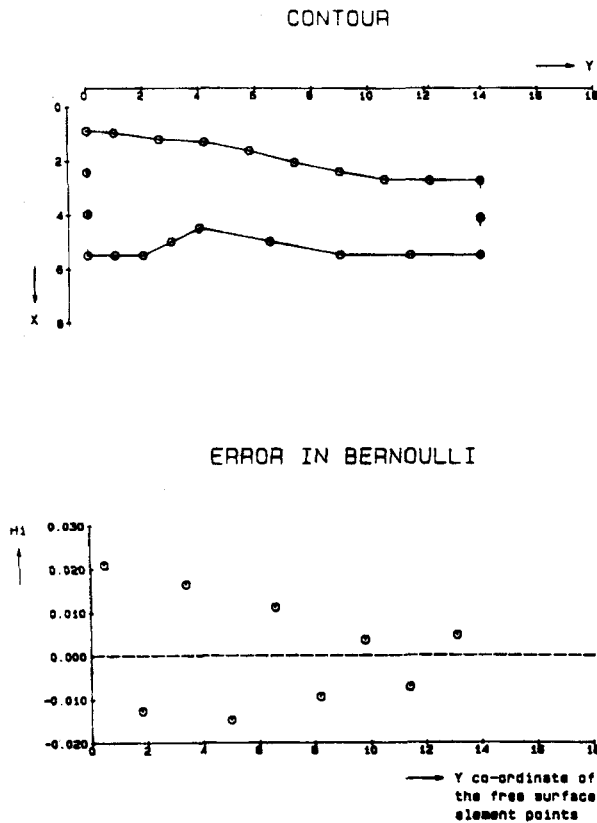 CONTOUR
Y
0 2 4 6 8 10 12 14 16 18
0
2
4
6
8
X
ERROR IN BERNOULLI
Hi
0.030
0.020
0.010
0.000
-0.010
-0.020
0 2 4 6 8 10 12 14 16 18
Y co-ordinate of
the free surface
element points